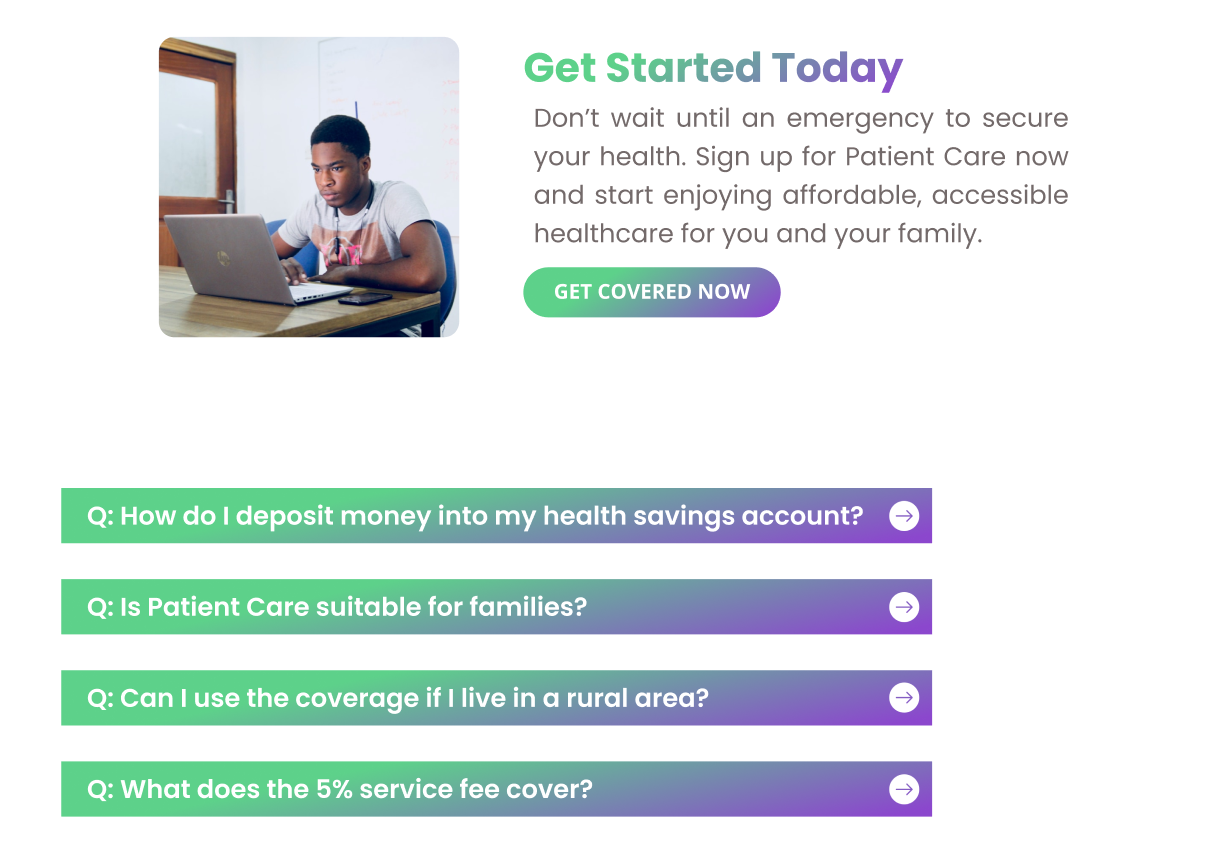 Get Started Today
Don’t wait until an emergency to secure
your health. Sign up for Patient Care now
and start enjoying affordable, accessible
healthcare for you and your family.
GET COVERED NOW
Q: How do I deposit money into my health savings account?
Q: Is Patient Care suitable for families?
Q: Can I use the coverage if I live in a rural area?
Q: What does the 5% service fee cover?